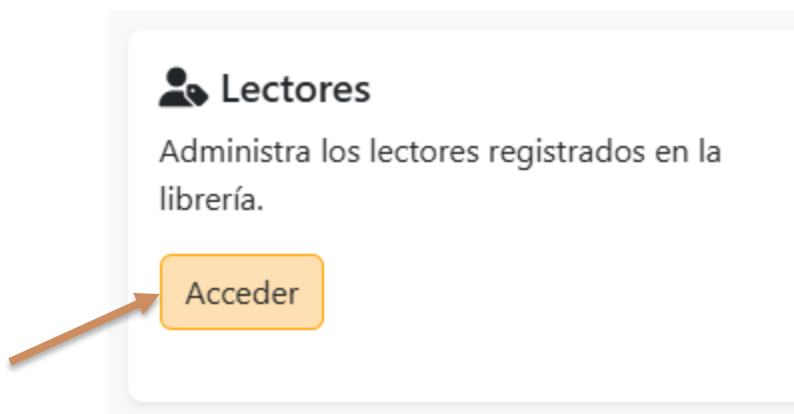 Lectores
Administra los lectores registrados en la
librería.
Acceder